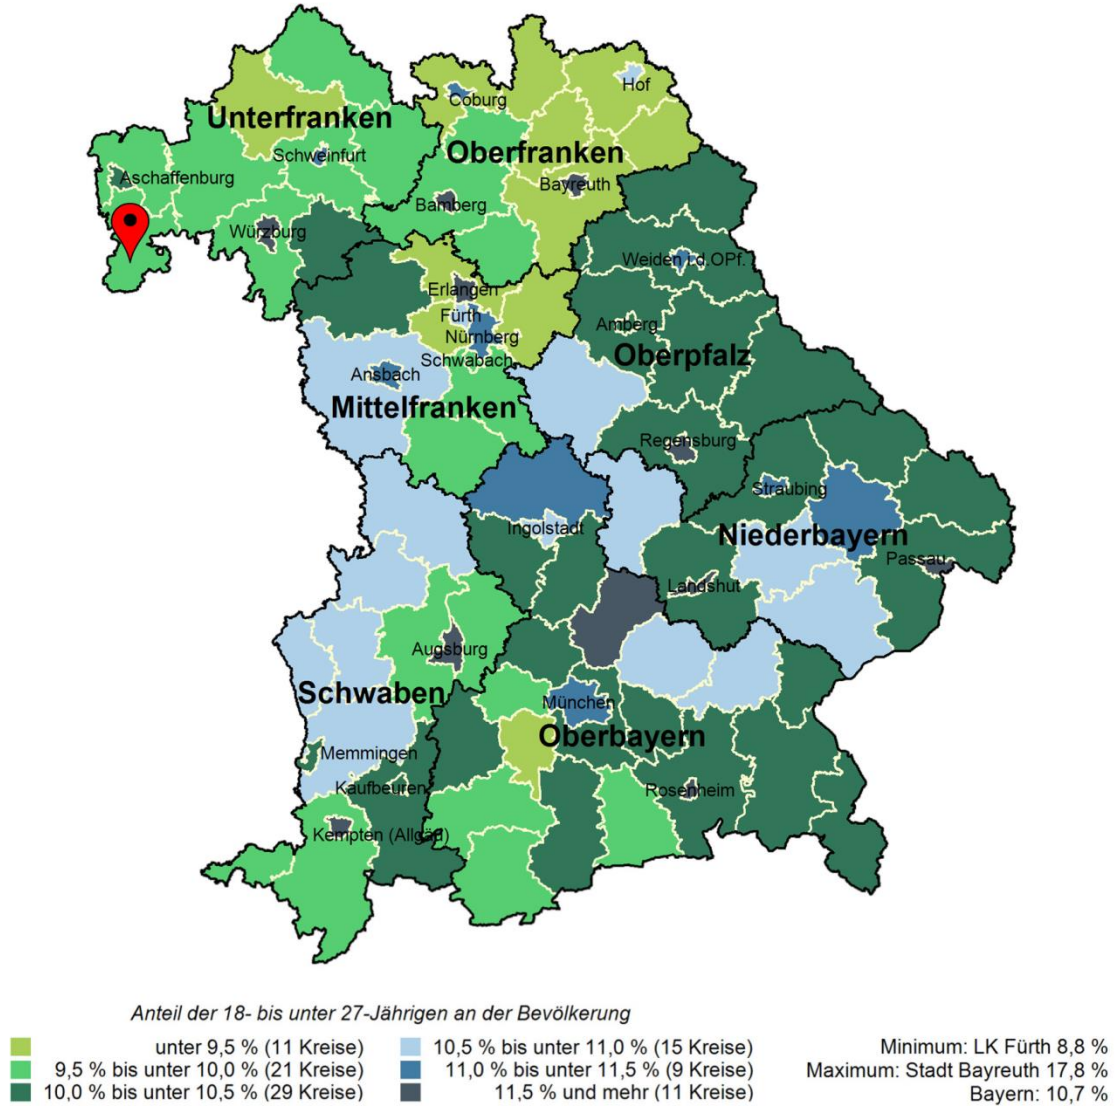 Unterfranken
Coburg
Hof
Schweinfurt
Oberfranken
Aschaffenburg
Bayreuth
Bamberg
Würzburg
Weiden i.d.OPf.
Erlangen
Fürth
Nürnberg
Amberg
Schwabach
Oberpfalz
Ansbach
Mittelfranken
Regensburg
Straubing
Ingolstadt
Niederbayern
Passau
Landshut
Augsburg
Schwaben
München
Oberbayern
Memmingen
Kaufbeuren
Rosenheim
Kempten (Allgäu)
Anteil der 18- bis unter 27-Jährigen an der Bevölkerung
unter 9,5 % (11 Kreise)
9,5 % bis unter 10,0 % (21 Kreise)
10,0 % bis unter 10,5 % (29 Kreise)
10,5 % bis unter 11,0 % (15 Kreise)
11,0 % bis unter 11,5 % (9 Kreise)
11,5 % und mehr (11 Kreise)
Minimum: LK Fürth 8,8 %
Maximum: Stadt Bayreuth 17,8 %
Bayern: 10,7 %